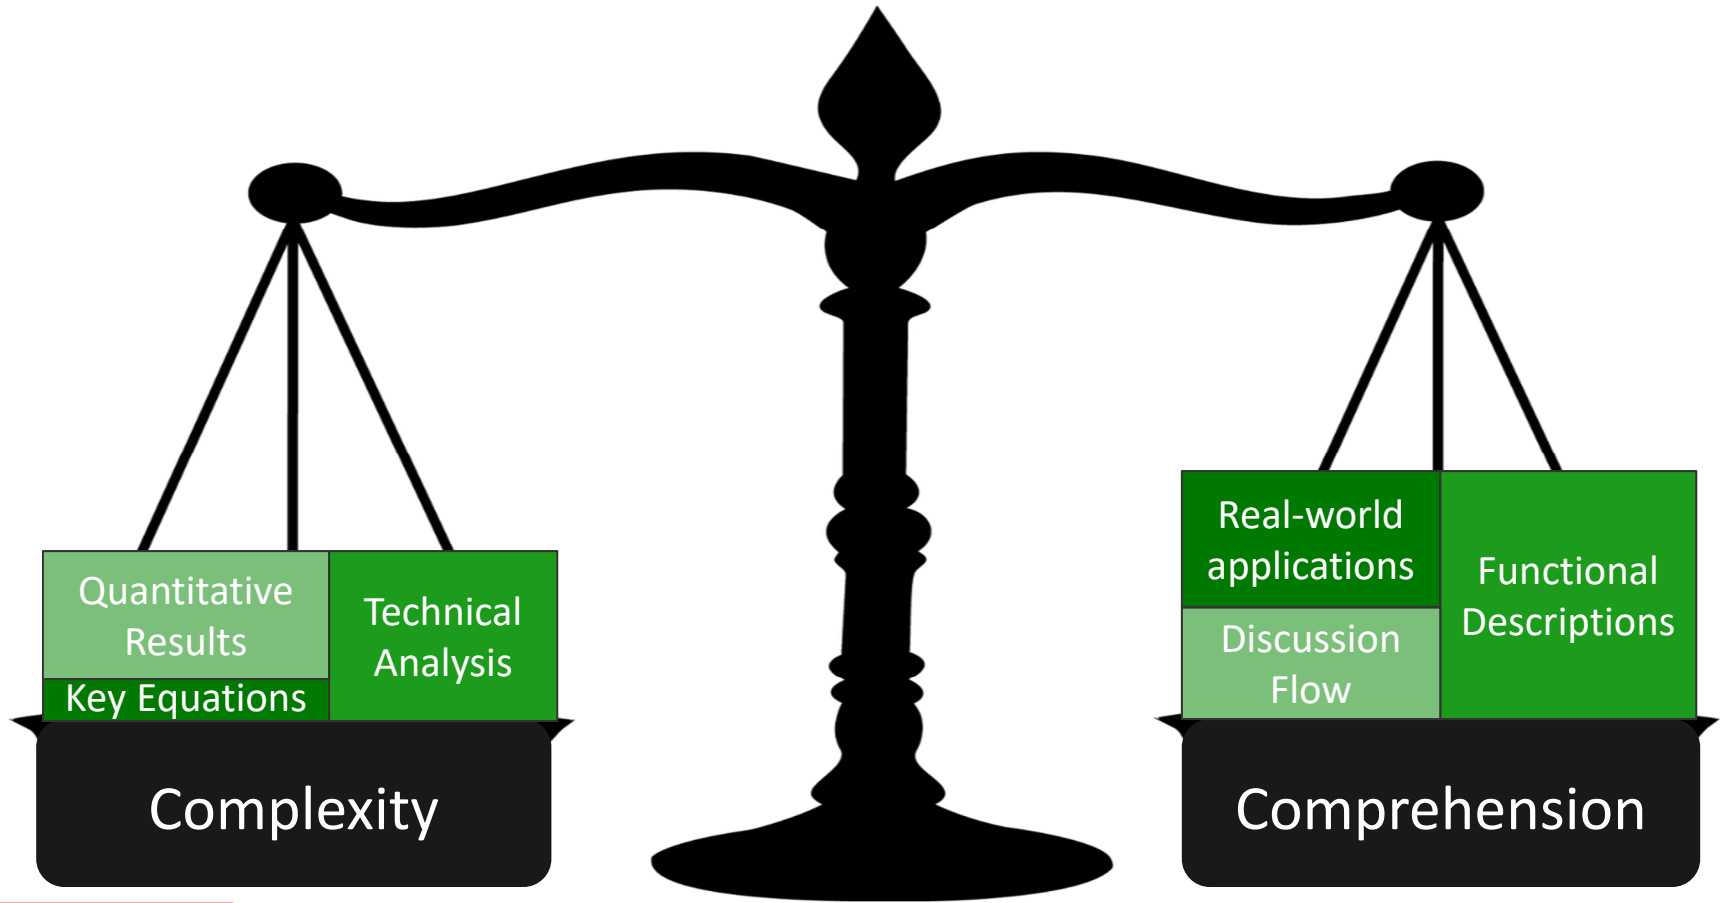 Quantitative
Results
Key Equations
Technical
Analysis
Complexity
Real-world
applications
Discussion
Flow
Functional
Descriptions
Comprehension